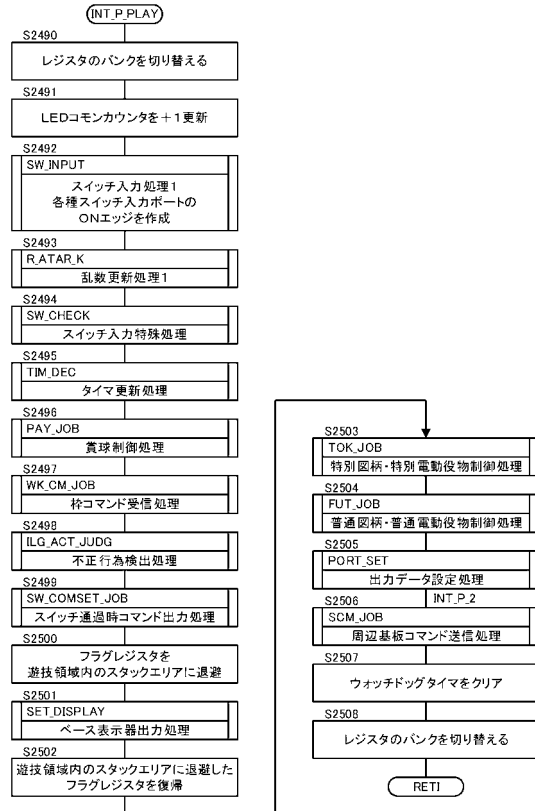 INT_P_PLAY
S2490
レジスタのバンクを切り替える
S2491
LEDコモンカウンタを＋1更新
S2492
SW_INPUT
スイッチ入力処理1
各種スイッチ入力ポートの
ONエッジを作成
S2493
R_ATAR_K
乱数更新処理1
S2494
SW_CHECK
スイッチ入力特殊処理
S2495
TIM_DEC
タイマ更新処理
S2496
PAY_JOB
賞球制御処理
S2497
WK_CM_JOB
枠コマンド受信処理
S2498
ILG_ACT_JUDG
不正行為検出処理
S2499
SW_COMSET_JOB
スイッチ通過時コマンド出力処理
S2500
フラグレジスタを
遊技領域内のスタックエリアに退避
S2501
SET_DISPLAY
ベース表示器出力処理
S2502
遊技領域内のスタックエリアに退避した
フラグレジスタを復帰
S2503
TOK_JOB
特別図柄・特別電動役物制御処理
S2504
FUT_JOB
普通図柄・普通電動役物制御処理
S2505
PORT_SET
出力データ設定処理
INT_P_2
S2506
SCM_JOB
周辺基板コマンド送信処理
S2507
ウォッチドッグタイマをクリア
S2508
レジスタのバンクを切り替える
RETI